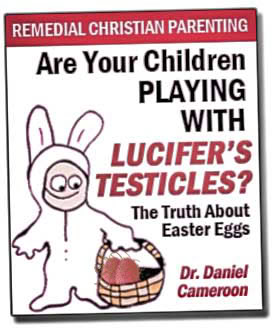 REMEDIAL CHRISTIAN PARENTING
Are Your Children
PLAYING
WITH
LUCIFER'S
TESTICLES?
The Truth About
Easter Eggs
Dr. Daniel
Cameroon